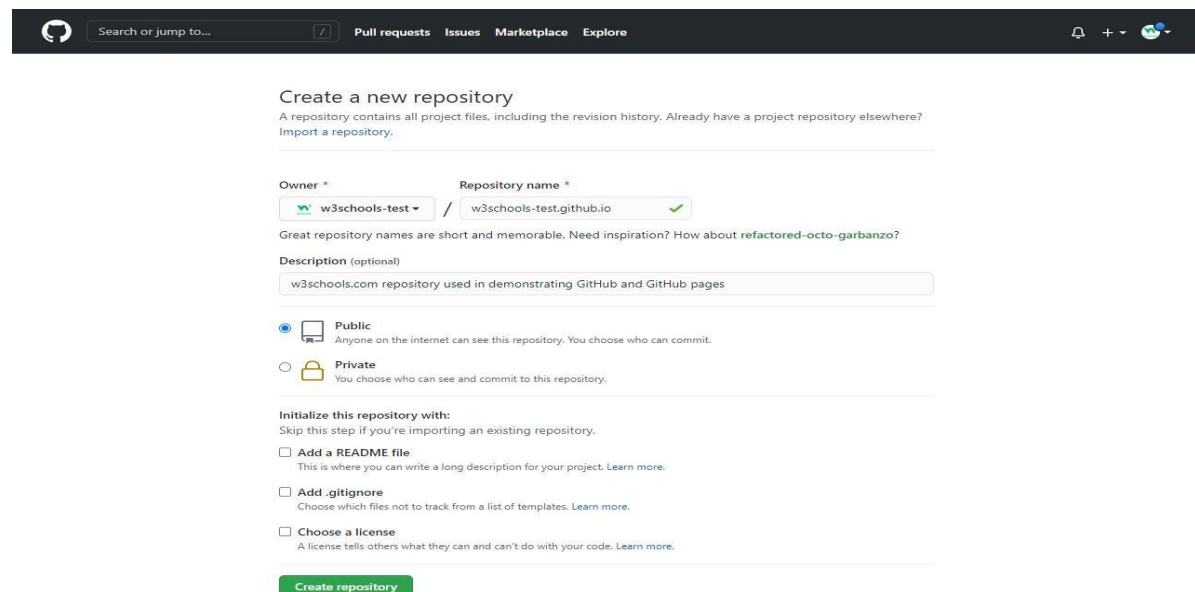 Search or jump to... /
Pull requests Issues Marketplace Explore
Create a new repository
A repository contains all project files, including the revision history. Already have a project repository elsewhere?
Import a repository.
Owner * Repository name *
w3schools-test / w3schools-test.github.io
Great repository names are short and memorable. Need inspiration? How about refactored-octo-garbanzo?
Description (optional)
w3schools.com repository used in demonstrating GitHub and GitHub pages
Public
Anyone on the internet can see this repository. You choose who can commit.
Private
You choose who can see and commit to this repository.
Initialize this repository with:
Skip this step if you're importing an existing repository.
Add a README file
This is where you can write a long description for your project. Learn more.
Add .gitignore
Choose which files not to track from a list of templates. Learn more.
Choose a license
A license tells others what they can and can't do with your code. Learn more.
Create repository